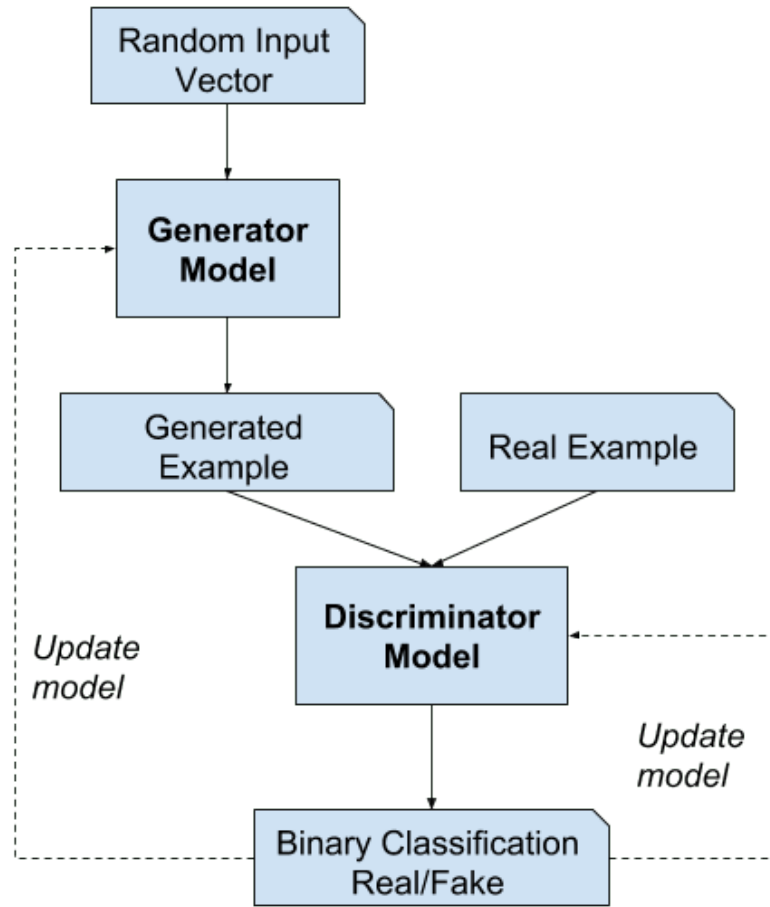 Random Input
Vector
Generator
Model
Generated
Example
Real Example
Discriminator
Model
Update
model
Update
model
Binary Classification
Real/Fake